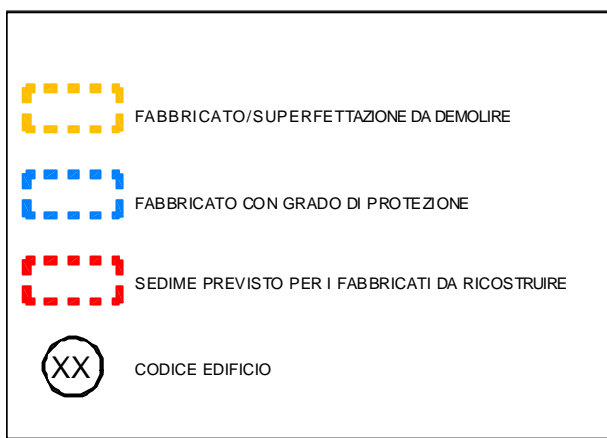 FABBRICATO/SUPERFETTAZIONE DA DEMOLIRE
FABBRICATO CON GRADO DI PROTEZIONE
SEDIME PREVISTO PER I FABBRICATI DA RICOSTRUIRE
XX CODICE EDIFICIO